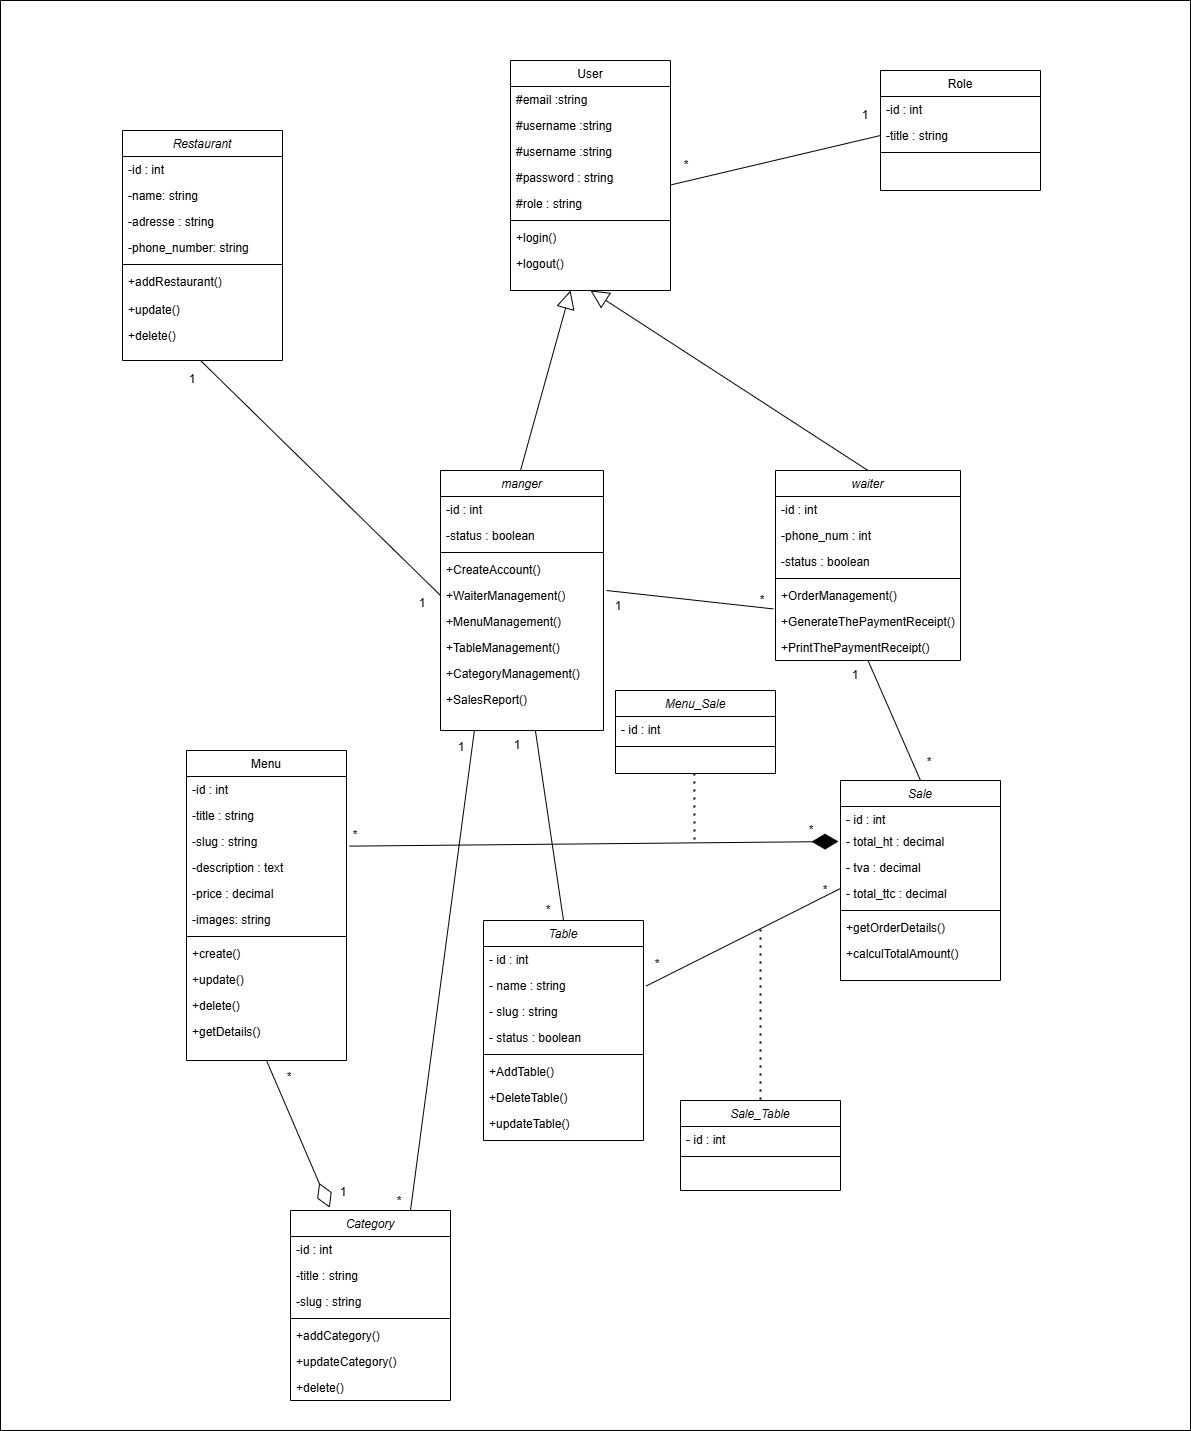 User
#email :string
#username :string
#username :string
#password : string
#role : string
+login()
+logout()
Role
-id : int
-title : string
1
*
Restaurant
-id : int
-name: string
-adresse : string
-phone_number: string
+addRestaurant()
+update()
+delete()
1
manger
-id : int
-status : boolean
+CreateAccount()
+WaiterManagement()
+MenuManagement()
+TableManagement()
+CategoryManagement()
+SalesReport()
1
1
*
waiter
-id : int
-phone_num : int
-status : boolean
+OrderManagement()
+GenerateThePaymentReceipt()
+PrintThePaymentReceipt()
1
*
Menu_Sale
- id : int
1
1
Menu
-id : int
-title : string
-slug : string
-description : text
-price : decimal
-images: string
+create()
+update()
+delete()
+getDetails()
*
*
Sale
- id : int
- total_ht : decimal
- tva : decimal
- total_ttc : decimal
+getOrderDetails()
+calculTotalAmount()
*
*
*
Table
- id : int
- name : string
- slug : string
- status : boolean
+AddTable()
+DeleteTable()
+updateTable()
Sale_Table
- id : int
*
1
*
Category
-id : int
-title : string
-slug : string
+addCategory()
+updateCategory()
+delete()